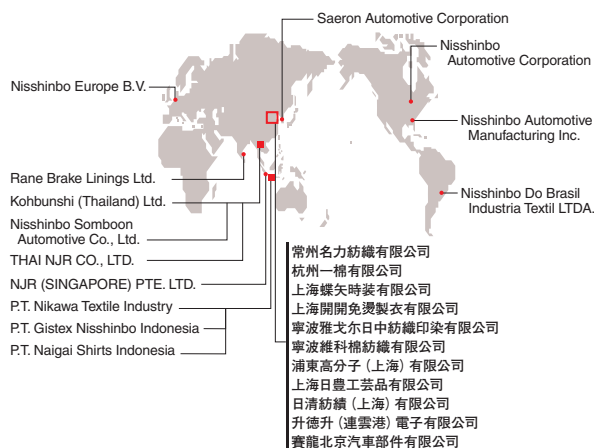 Saeron Automotive Corporation
Nisshinbo
Automotive Corporation
Nisshinbo Europe B.V.
Nisshinbo Automotive
Manufacturing Inc.
Rane Brake Linings Ltd.
Kohbunshi (Thailand) Ltd.
Nisshinbo Do Brasil
Industria Textil LTDA.
Nisshinbo Somboon
Automotive Co., Ltd.
THAI NJR CO., LTD.
NJR (SINGAPORE) PTE. LTD.
P.T. Nikawa Textile Industry
P.T. Gistex Nisshinbo Indonesia
P.T. Naigai Shirts Indonesia
常州名力紡織有限公司
杭州一棉有限公司
上海蝶矢時装有限公司
上海開開免燙製衣有限公司
寧波雅戈尔日中紡織印染有限公司
寧波維科棉紡織有限公司
浦東高分子（上海）有限公司
上海日豊工芸品有限公司
日清紡績（上海）有限公司
升德升（連雲港）電子有限公司
賽龍北京汽車部件有限公司